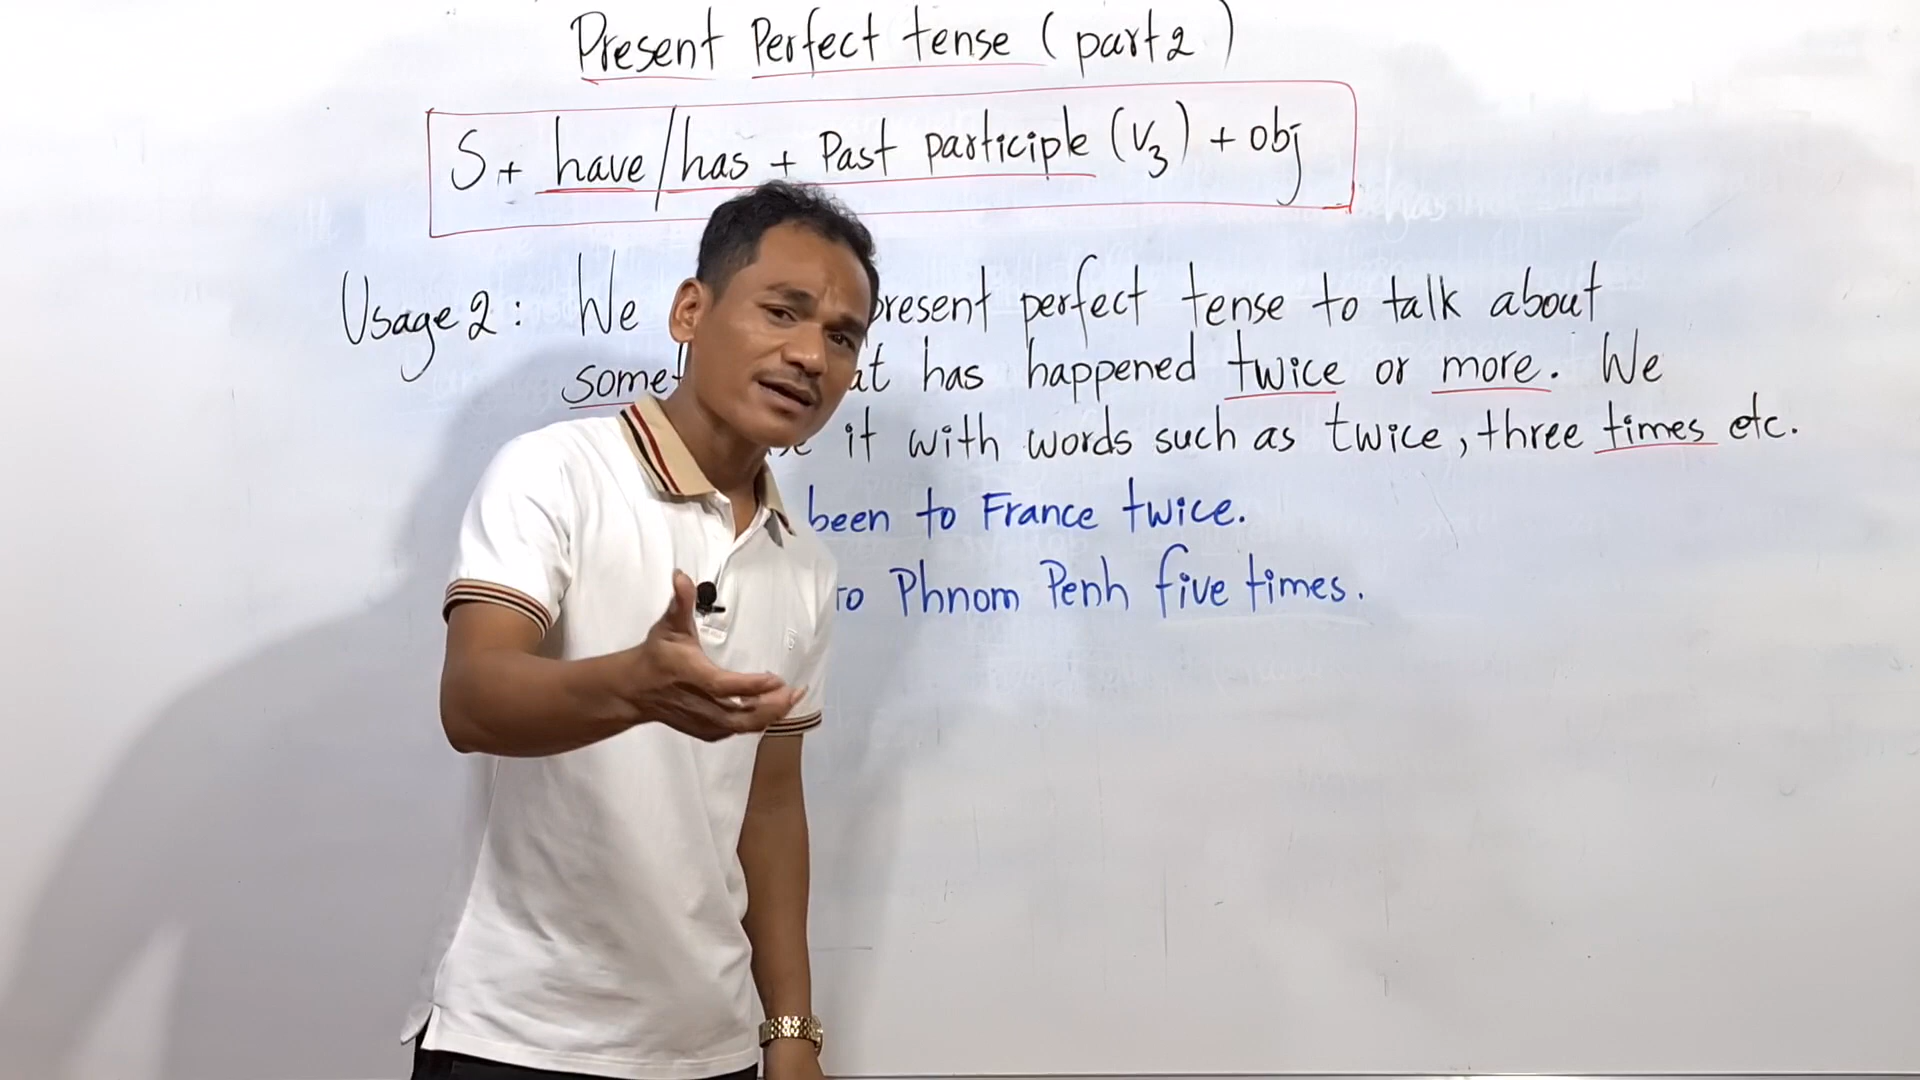 Present Perfect tense (part 2)
S + have/has + Past participle (V3) + obj
Usage 2: We present perfect tense to talk about
has happened twice or more. We
it with words such as twice, three times etc.
been to France twice.
to Phnom Penh five times.